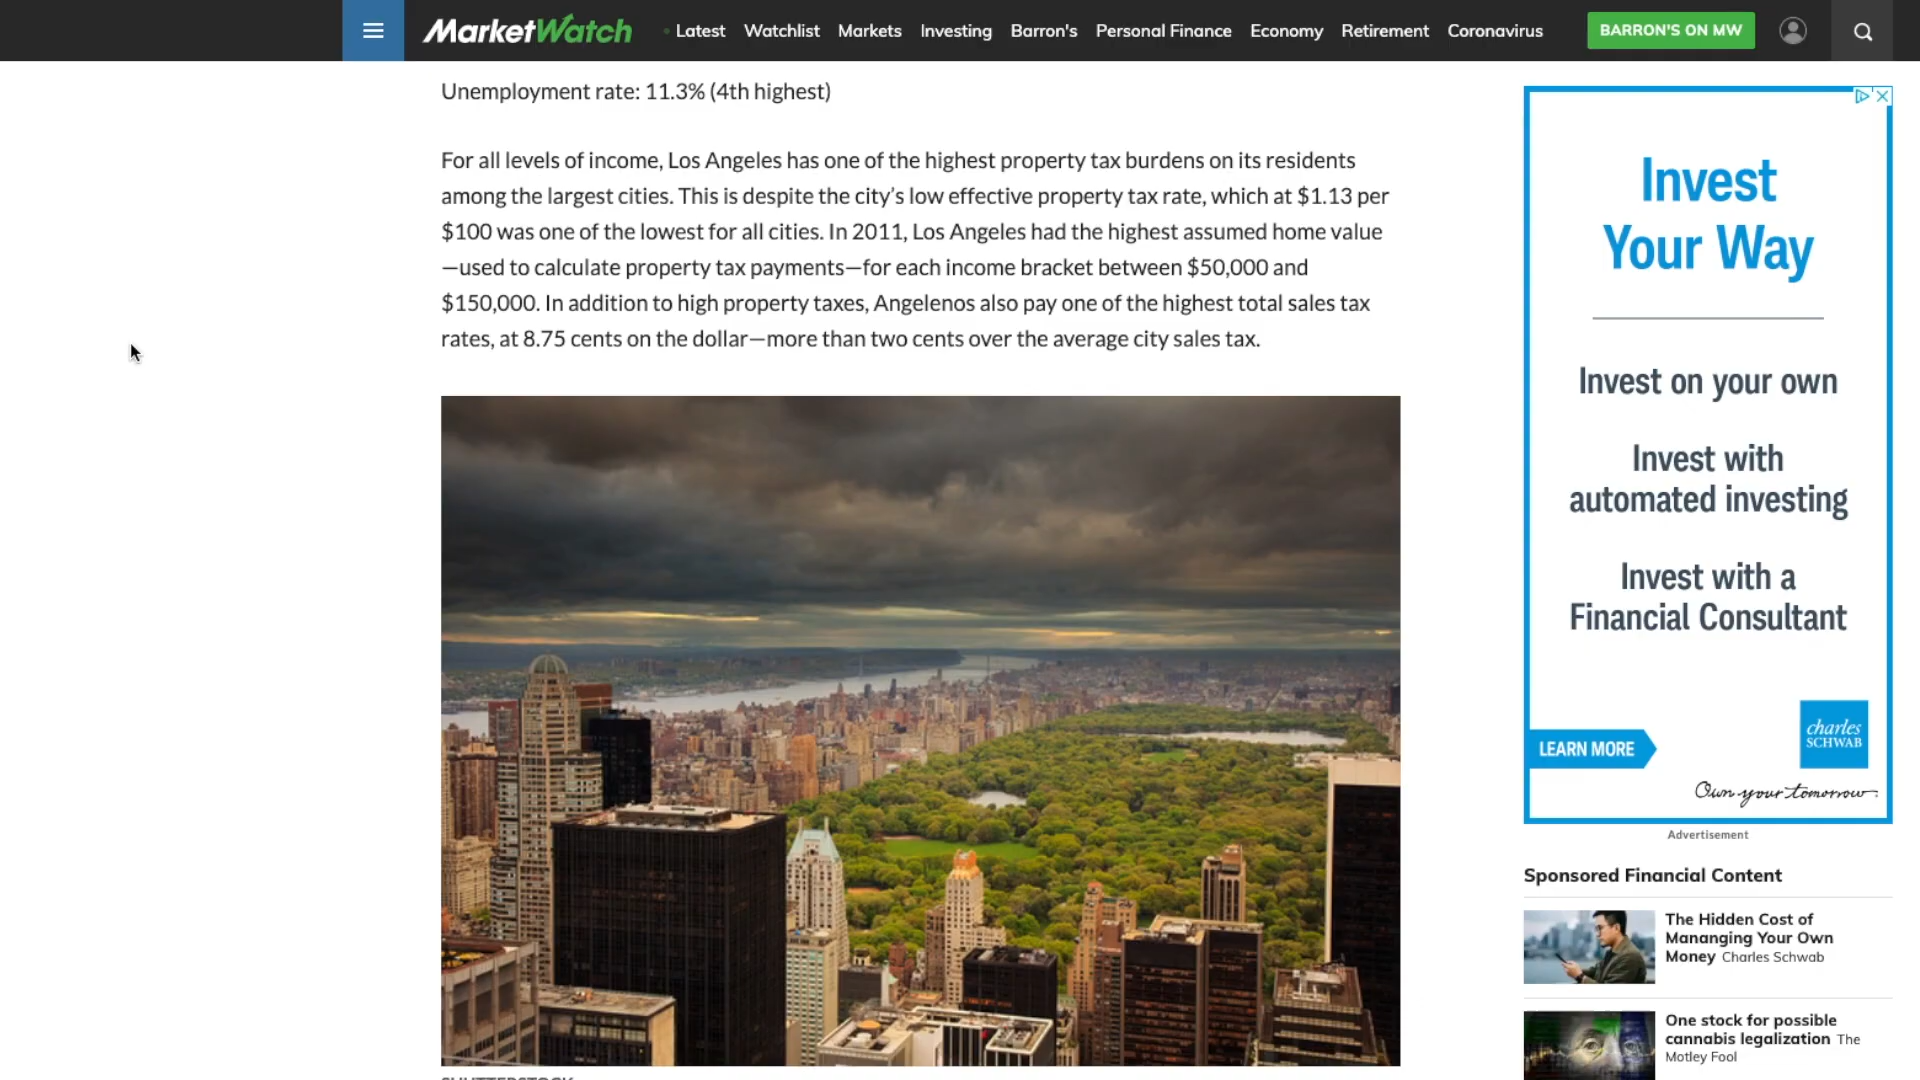 MarketWatch
Latest Watchlist Markets Investing Barron's Personal Finance Economy Retirement Coronavirus
BARRON'S ON MW
Unemployment rate: 11.3% (4th highest)
For all levels of income, Los Angeles has one of the highest property tax burdens on its residents
among the largest cities. This is despite the city’s low effective property tax rate, which at $1.13 per
$100 was one of the lowest for all cities. In 2011, Los Angeles had the highest assumed home value
—used to calculate property tax payments—for each income bracket between $50,000 and
$150,000. In addition to high property taxes, Angelenos also pay one of the highest total sales tax
rates, at 8.75 cents on the dollar—more than two cents over the average city sales tax.
SHUTTERSTOCK
Invest
Your Way
Invest on your own
Invest with
automated investing
Invest with a
Financial Consultant
charles
SCHWAB
LEARN MORE
Own your tomorrow.
Advertisement
Sponsored Financial Content
The Hidden Cost of
Mananging Your Own
Money Charles Schwab
One stock for possible
cannabis legalization The
Motley Fool